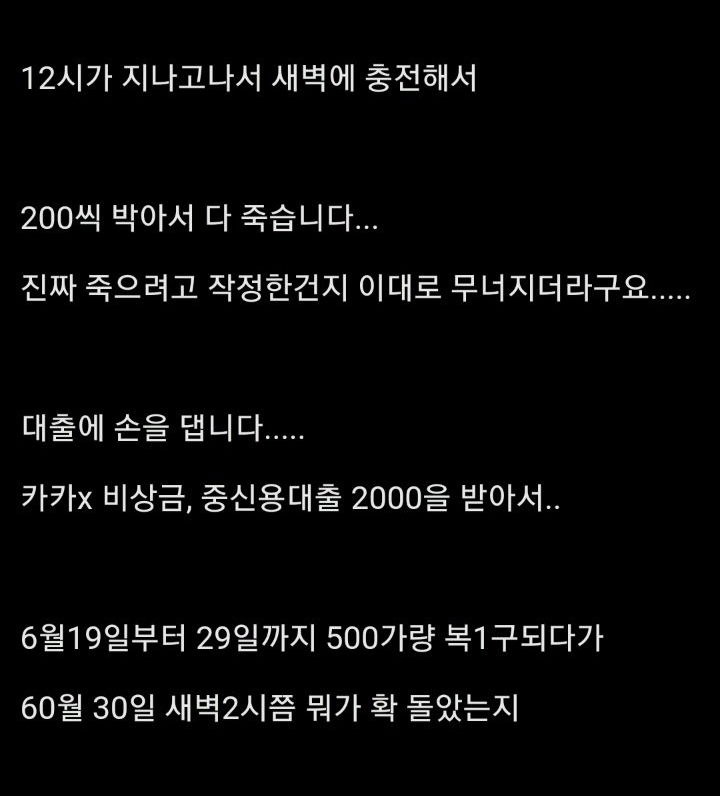 12시가 지나고나서 새벽에 충전해서
200씩 박아서 다 죽습니다...
진짜 죽으려고 작정한건지 이대로 무너지더라구요.....
대출에 손을 댑니다.....
카카x 비상금, 중신용대출 2000을 받아서..
6월19일부터 29일까지 500가량 복1구되다가
60월 30일 새벽2시쯤 뭐가 확 돌았는지